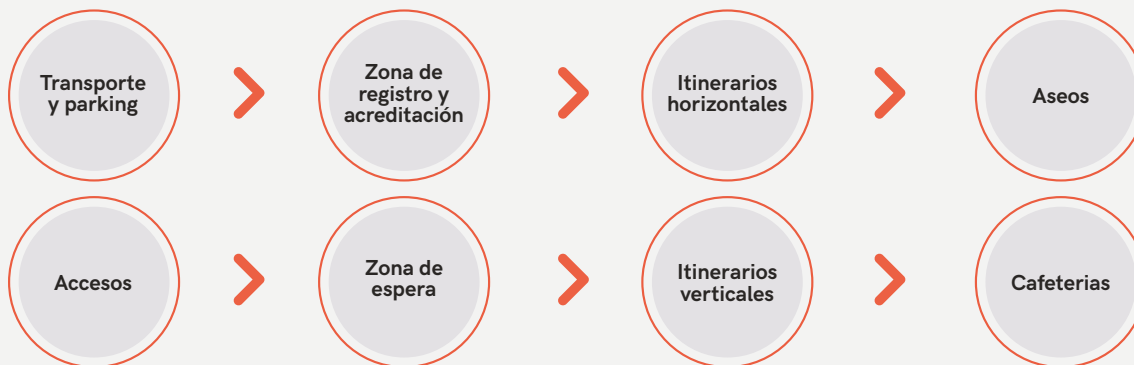 Transporte
y parking
Zona de
registro y
acreditación
Itinerarios
horizontales
Aseos
Accesos
Zona de
espera
Itinerarios
verticales
Cafeterias